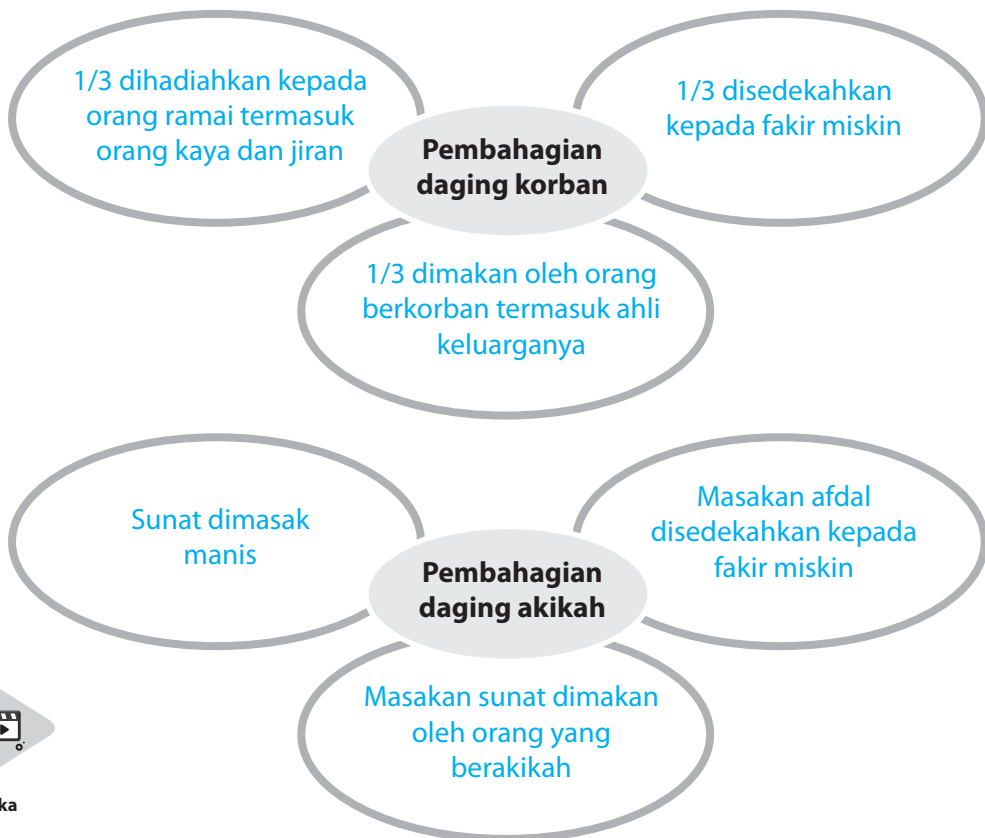 1/3 dihadiahkan kepada
orang ramai termasuk
orang kaya dan jiran
1/3 disedekahkan
kepada fakir miskin
Pembahagian
daging korban
1/3 dimakan oleh orang
berkorban termasuk ahli
keluarganya
Sunat dimasak
manis
Masakan afdal
disedekahkan kepada
fakir miskin
Pembahagian
daging akikah
Masakan sunat dimakan
oleh orang yang
berakikah
ka